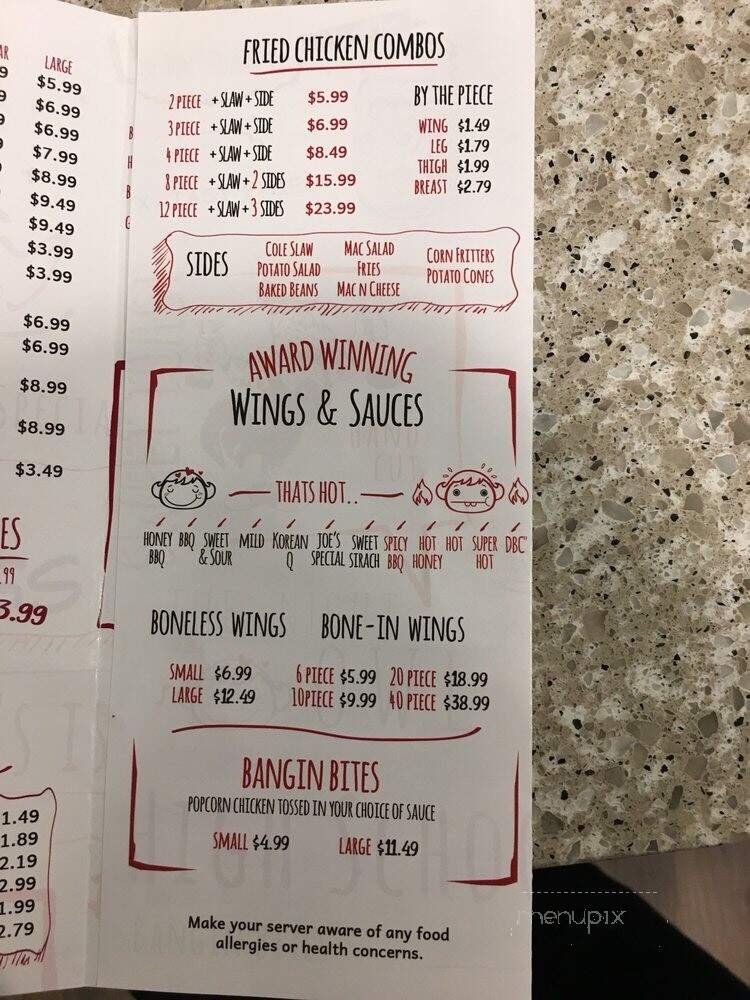 AR
LARGE
$5.99
$6.99
$6.99
$7.99
$8.99
$9.49
$9.49
$3.99
$3.99
$6.99
$6.99
$8.99
$8.99
$3.49
ES
.99
3.99
1.49
1.89
2.19
2.99
1.99
2.79
FRIED CHICKEN COMBOS
2 PIECE + SLAW + SIDE $5.99
3 PIECE + SLAW + SIDE $6.99
4 PIECE + SLAW + SIDE $8.49
8 PIECE + SLAW + 2 SIDES $15.99
12 PIECE + SLAW + 3 SIDES $23.99
BY THE PIECE
WING $1.49
LEG $1.79
THIGH $1.99
BREAST $2.79
SIDES
COLE SLAW
POTATO SALAD
BAKED BEANS
MAC SALAD
FRIES
MAC N CHEESE
CORN FRITTERS
POTATO CONES
AWARD WINNING
WINGS & SAUCES
THATS HOT..
HONEY BBQ
BBQ
SWEET & SOUR
MILD
KOREAN Q
JOE'S SPECIAL
SWEET SIRACH
SPICY BBQ
HOT HONEY
HOT
SUPER HOT
DBC"
BONELESS WINGS
SMALL $6.99
LARGE $12.49
BONE-IN WINGS
6 PIECE $5.99 20 PIECE $18.99
10PIECE $9.99 40 PIECE $38.99
BANGIN BITES
POPCORN CHICKEN TOSSED IN YOUR CHOICE OF SAUCE
SMALL $4.99 LARGE $11.49
Make your server aware of any food
allergies or health concerns.
menupix